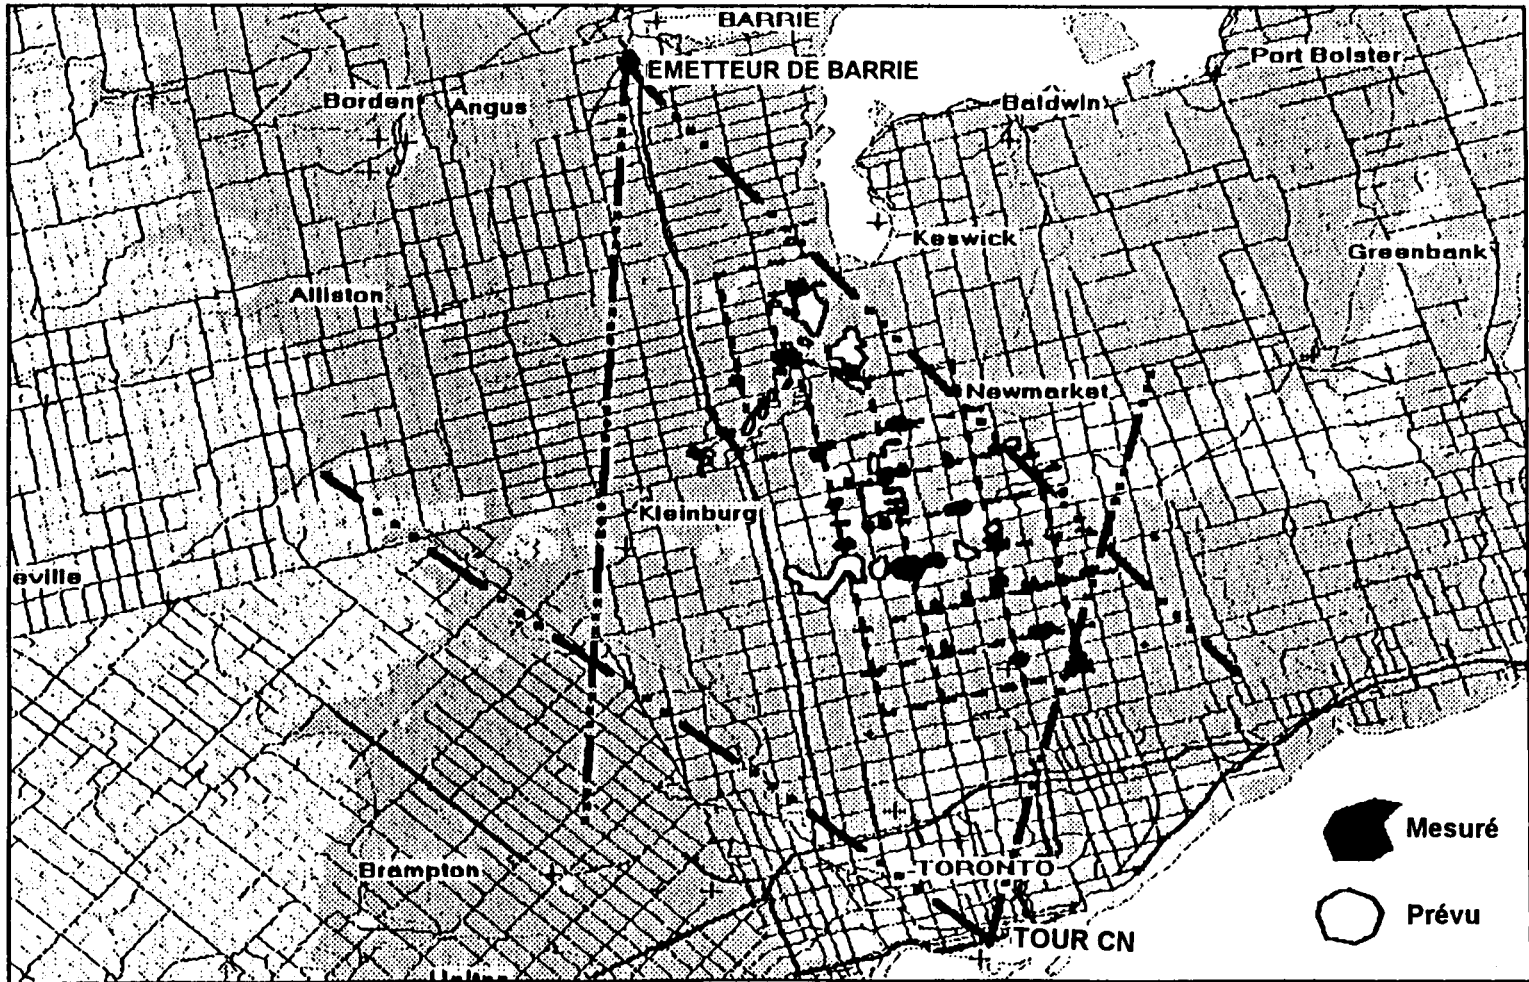 BARRIE
EMETTEUR DE BARRIE
Port Bolster
Borden
Angus
Baldwin
Keswick
Greenbank
Alliston
Newmarket
Kleinburg
eville
Mesuré
Brampton
TORONTO
Prévu
TOUR CN